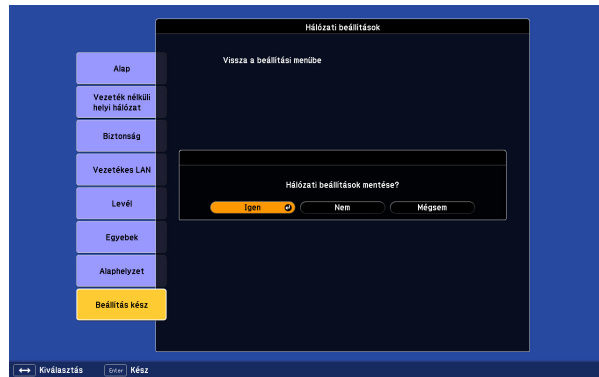 Hálózati beállítások
Vissza a beállítási menübe
Alap
Vezeték nélküli
helyi hálózat
Biztonság
Vezetékes LAN
Levél
Egyebek
Alaphelyzet
Beállítás kész
Hálózati beállítások mentése?
Igen
Nem
Mégsem
Kiválasztás
Enter Kész